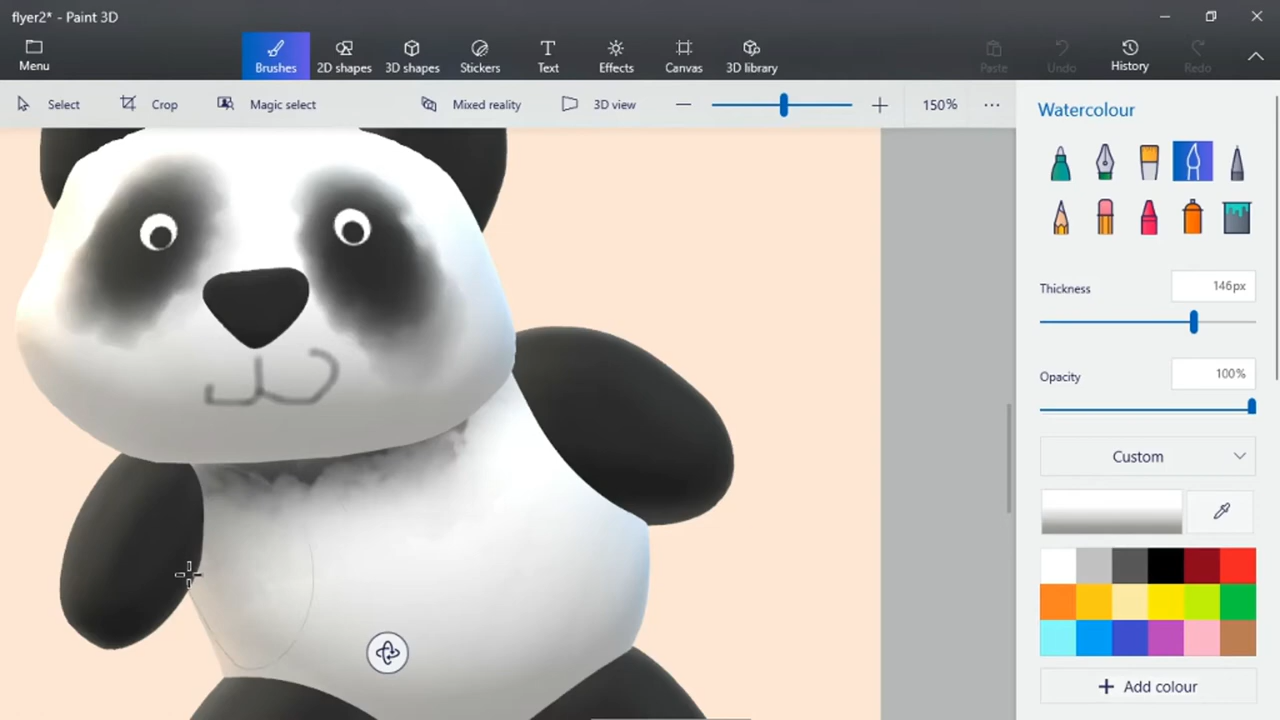 flyer2* - Paint 3D
Menu
Brushes
2D shapes
3D shapes
Stickers
Text
Effects
Canvas
3D library
Paste
Undo
History
Redo
Select
Crop
Magic select
Mixed reality
3D view
150%
Watercolour
Thickness
146px
Opacity
100%
Custom
Add colour